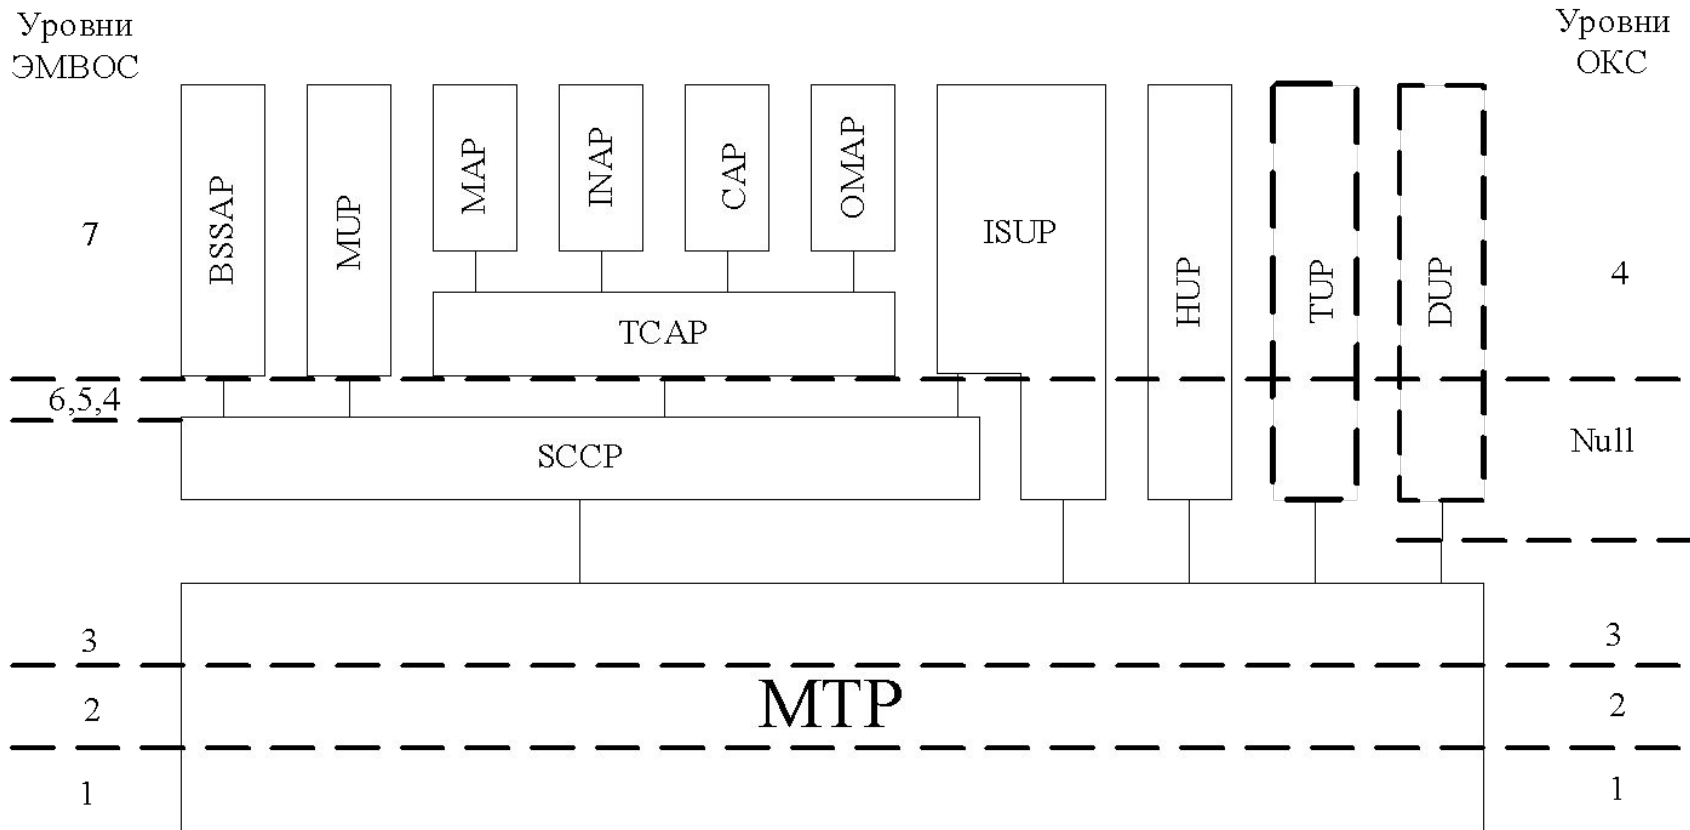 Уровни
ЭМВОС
Уровни
ОКС
BSSAP
MUP
MAP
INAP
CAP
OMAP
ISUP
HUP
TUP
DUP
7
4
TCAP
6,5,4
SCCP
Null
3
3
MTP
2
2
1
1